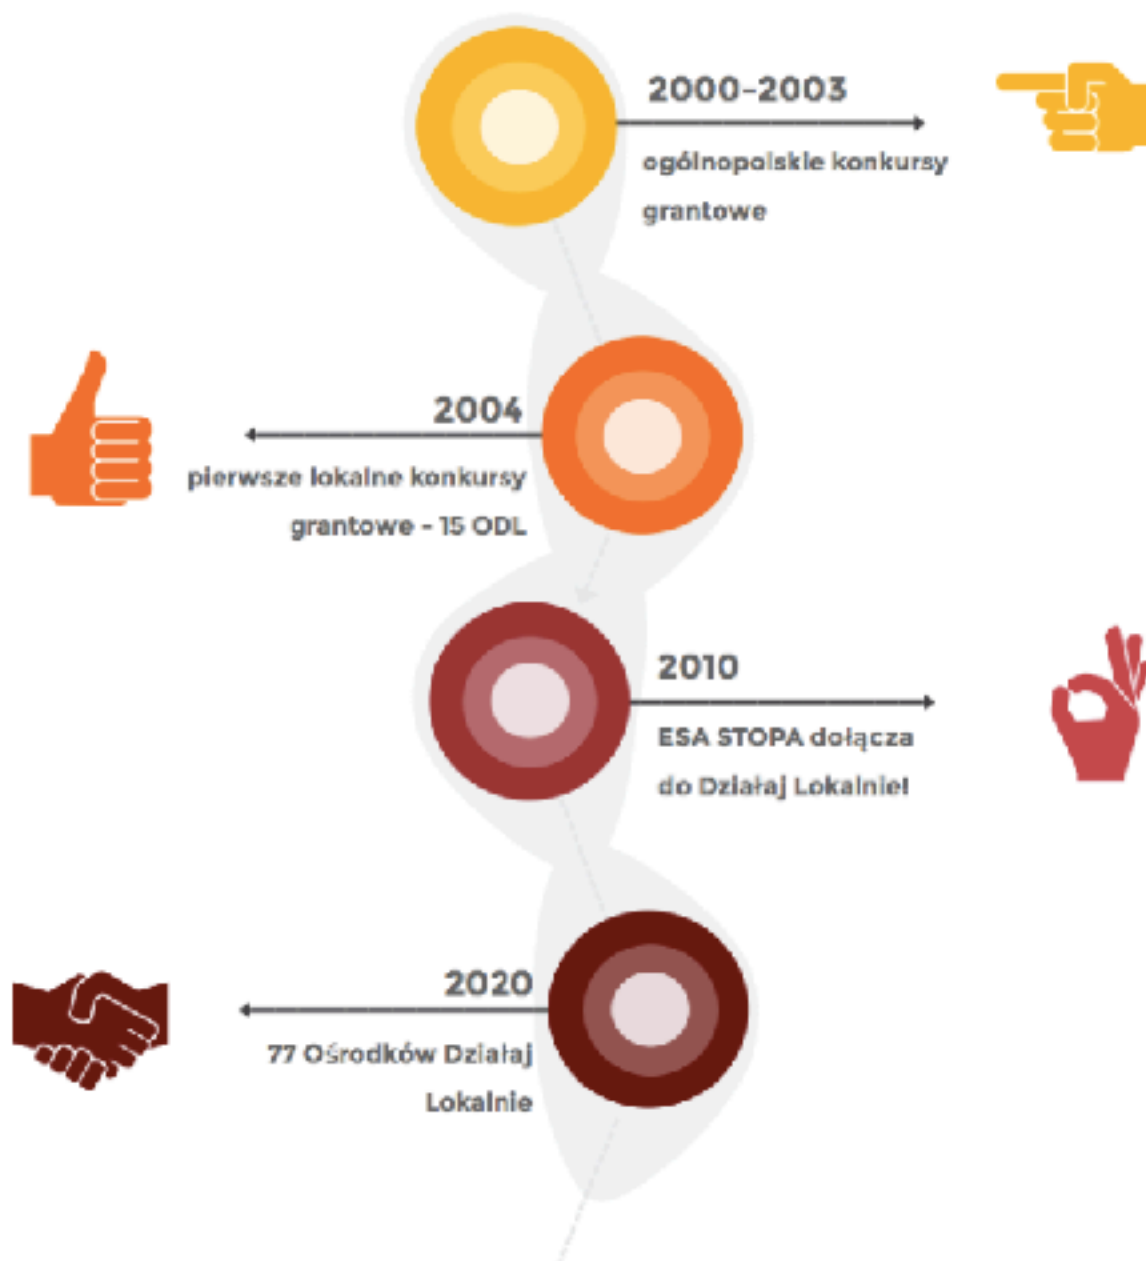 2000-2003
ogólnopolskie konkursy
grantowe
2004
pierwsze lokalne konkursy
grantowe - 15 ODL
2010
ESA STOPA dołącza
do Działaj Lokalnie!
2020
77 Ośrodków Działaj
Lokalnie